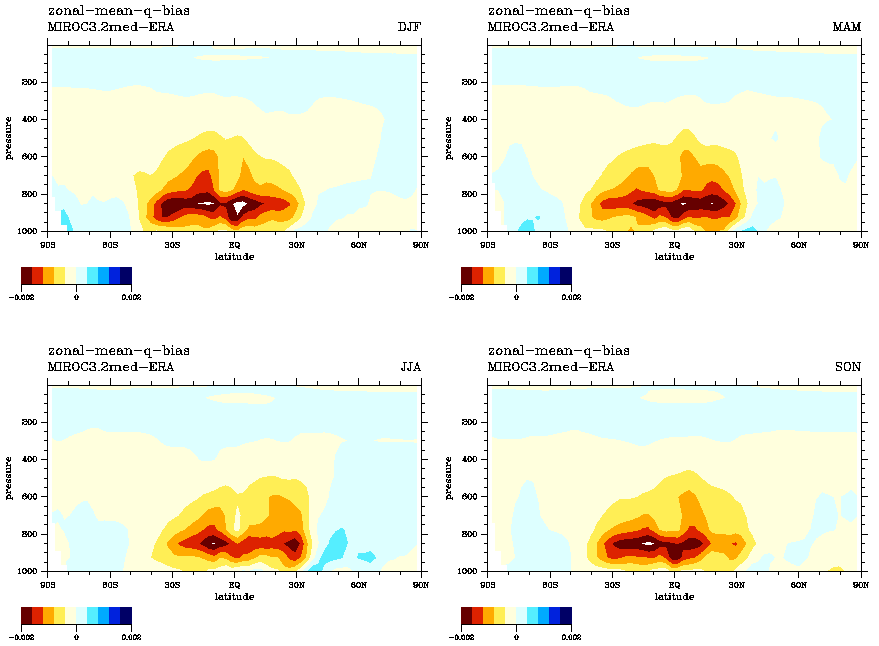 zonal-mean-q-bias
MIROC3.2med-ERA DJF
pressure
200
400
600
800
1000
90S 60S 30S EQ 30N 60N 90N
latitude
-0.002 0 0.002
zonal-mean-q-bias
MIROC3.2med-ERA MAM
pressure
200
400
600
800
1000
90S 60S 30S EQ 30N 60N 90N
latitude
-0.002 0 0.002
zonal-mean-q-bias
MIROC3.2med-ERA JJA
pressure
200
400
600
800
1000
90S 60S 30S EQ 30N 60N 90N
latitude
-0.002 0 0.002
zonal-mean-q-bias
MIROC3.2med-ERA SON
pressure
200
400
600
800
1000
90S 60S 30S EQ 30N 60N 90N
latitude
-0.002 0 0.002